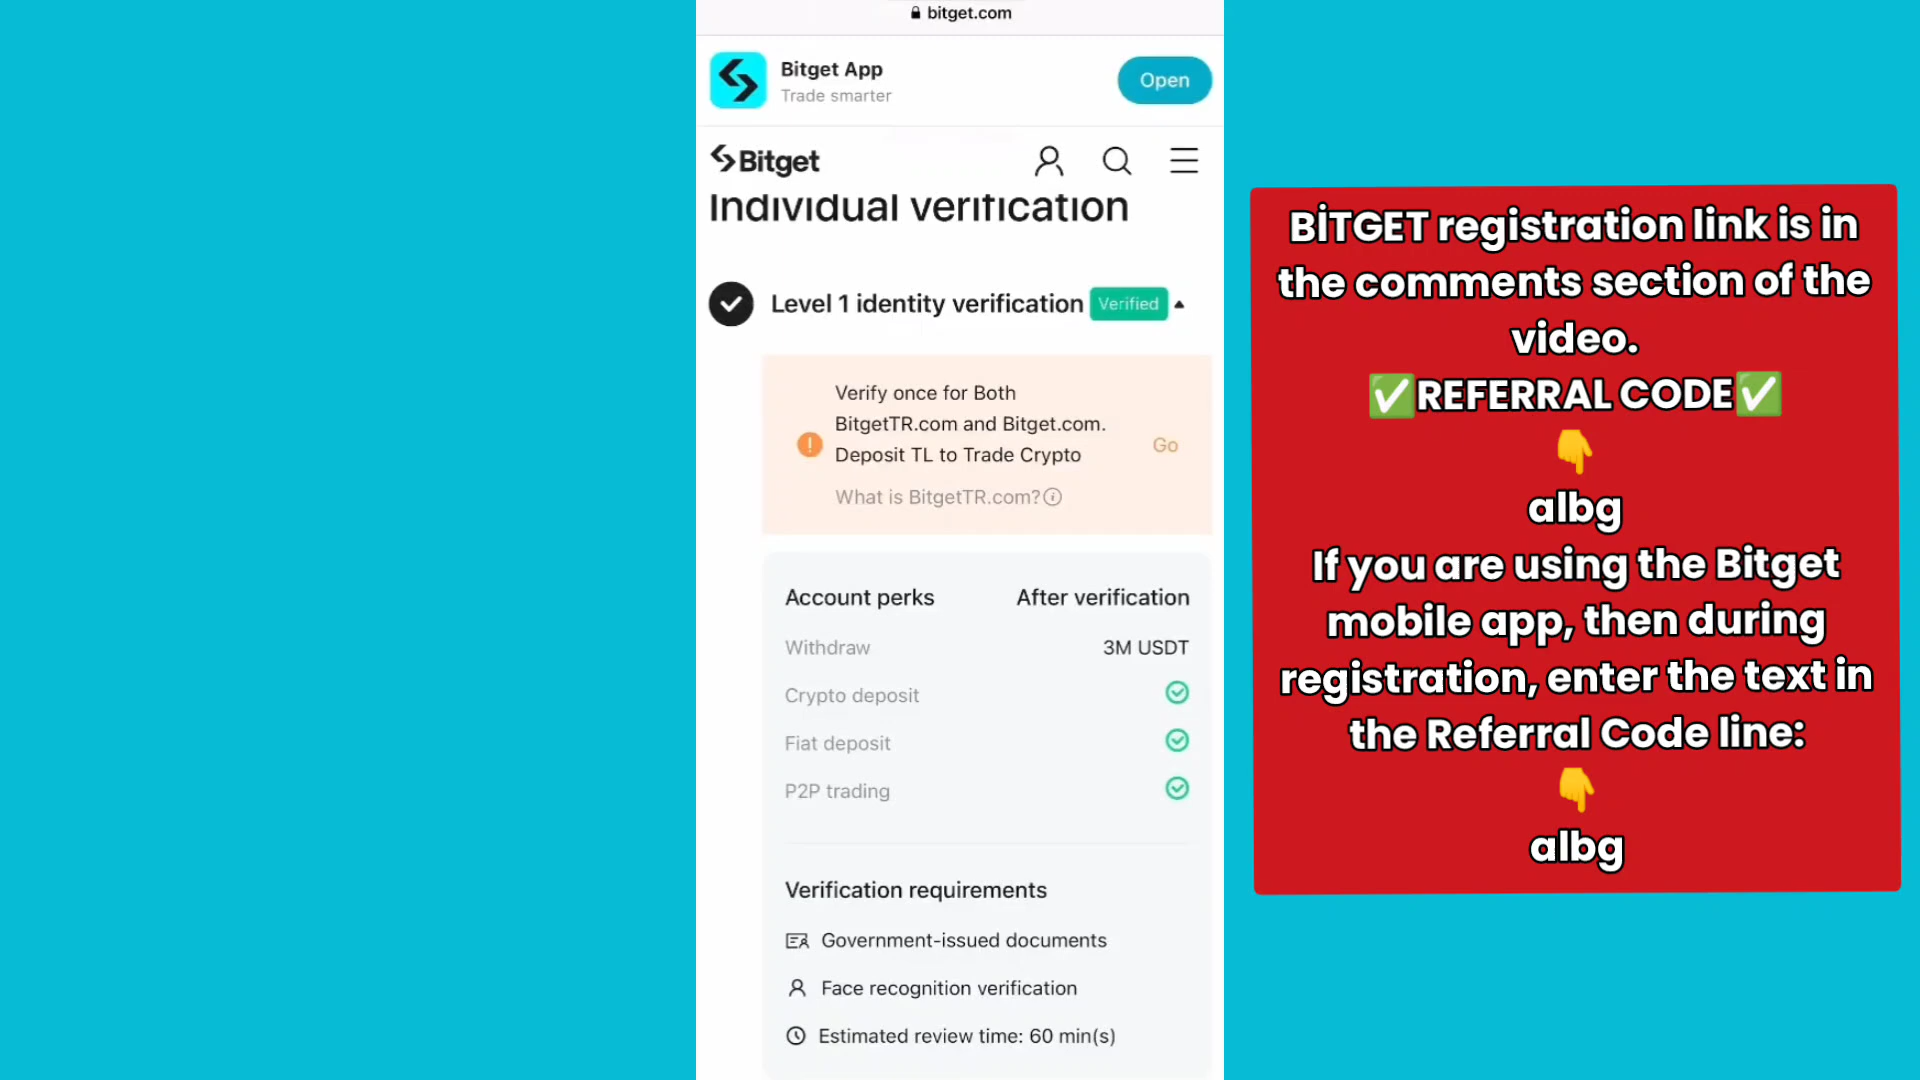 bitget.com
Bitget App
Trade smarter
Open
Bitget
Individual verification
Level 1 identity verification
Verified
Verify once for Both
BitgetTR.com and Bitget.com.
Deposit TL to Trade Crypto
Go
What is BitgetTR.com?
Account perks After verification
Withdraw 3M USDT
Crypto deposit
Fiat deposit
P2P trading
Verification requirements
Government-issued documents
Face recognition verification
Estimated review time: 60 min(s)
BİTGET registration link is in
the comments section of the
video.
✅REFERRAL CODE✅
👇
albg
If you are using the Bitget
mobile app, then during
registration, enter the text in
the Referral Code line:
👇
albg